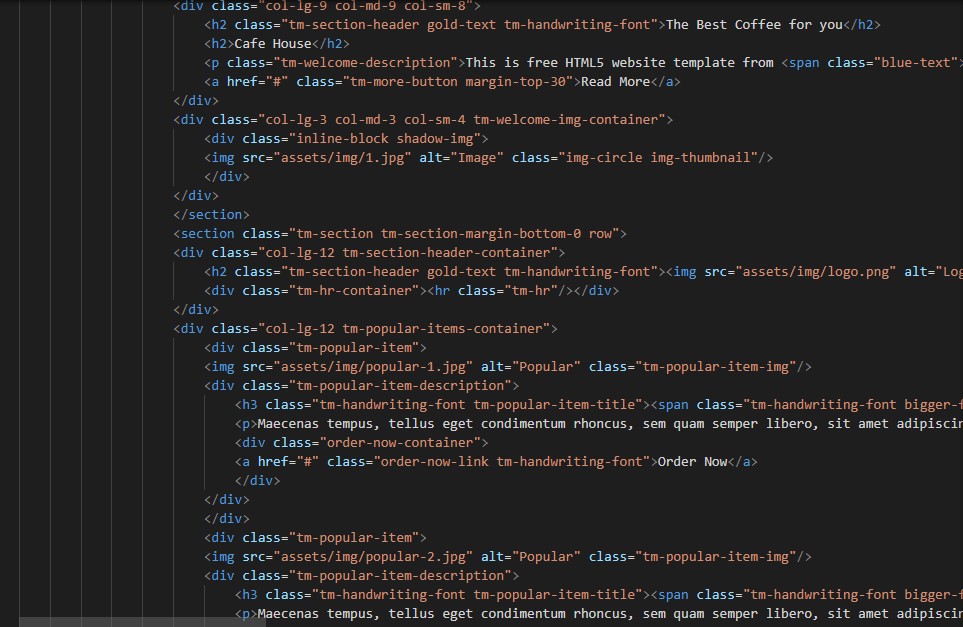 <div class="col-lg-9 col-md-9 col-sm-8">
<h2 class="tm-section-header gold-text tm-handwriting-font">The Best Coffee for you</h2>
<h2>Cafe House</h2>
<p class="tm-welcome-description">This is free HTML5 website template from <span class="blue-text">
<a href="#" class="tm-more-button margin-top-30">Read More</a>
</div>
<div class="col-lg-3 col-md-3 col-sm-4 tm-welcome-img-container">
<div class="inline-block shadow-img">
<img src="assets/img/1.jpg" alt="Image" class="img-circle img-thumbnail"/>
</div>
</div>
</section>
<section class="tm-section tm-section-margin-bottom-0 row">
<div class="col-lg-12 tm-section-header-container">
<h2 class="tm-section-header gold-text tm-handwriting-font"><img src="assets/img/logo.png" alt="Log
<div class="tm-hr-container"><hr class="tm-hr"/></div>
</div>
<div class="col-lg-12 tm-popular-items-container">
<div class="tm-popular-item">
<img src="assets/img/popular-1.jpg" alt="Popular" class="tm-popular-item-img"/>
<div class="tm-popular-item-description">
<h3 class="tm-handwriting-font tm-popular-item-title"><span class="tm-handwriting-font bigger-f
<p>Maecenas tempus, tellus eget condimentum rhoncus, sem quam semper libero, sit amet adipiscin
<div class="order-now-container">
<a href="#" class="order-now-link tm-handwriting-font">Order Now</a>
</div>
</div>
</div>
<div class="tm-popular-item">
<img src="assets/img/popular-2.jpg" alt="Popular" class="tm-popular-item-img"/>
<div class="tm-popular-item-description">
<h3 class="tm-handwriting-font tm-popular-item-title"><span class="tm-handwriting-font bigger-f
<p>Maecenas tempus, tellus eget condimentum rhoncus, sem quam semper libero, sit amet adipiscin